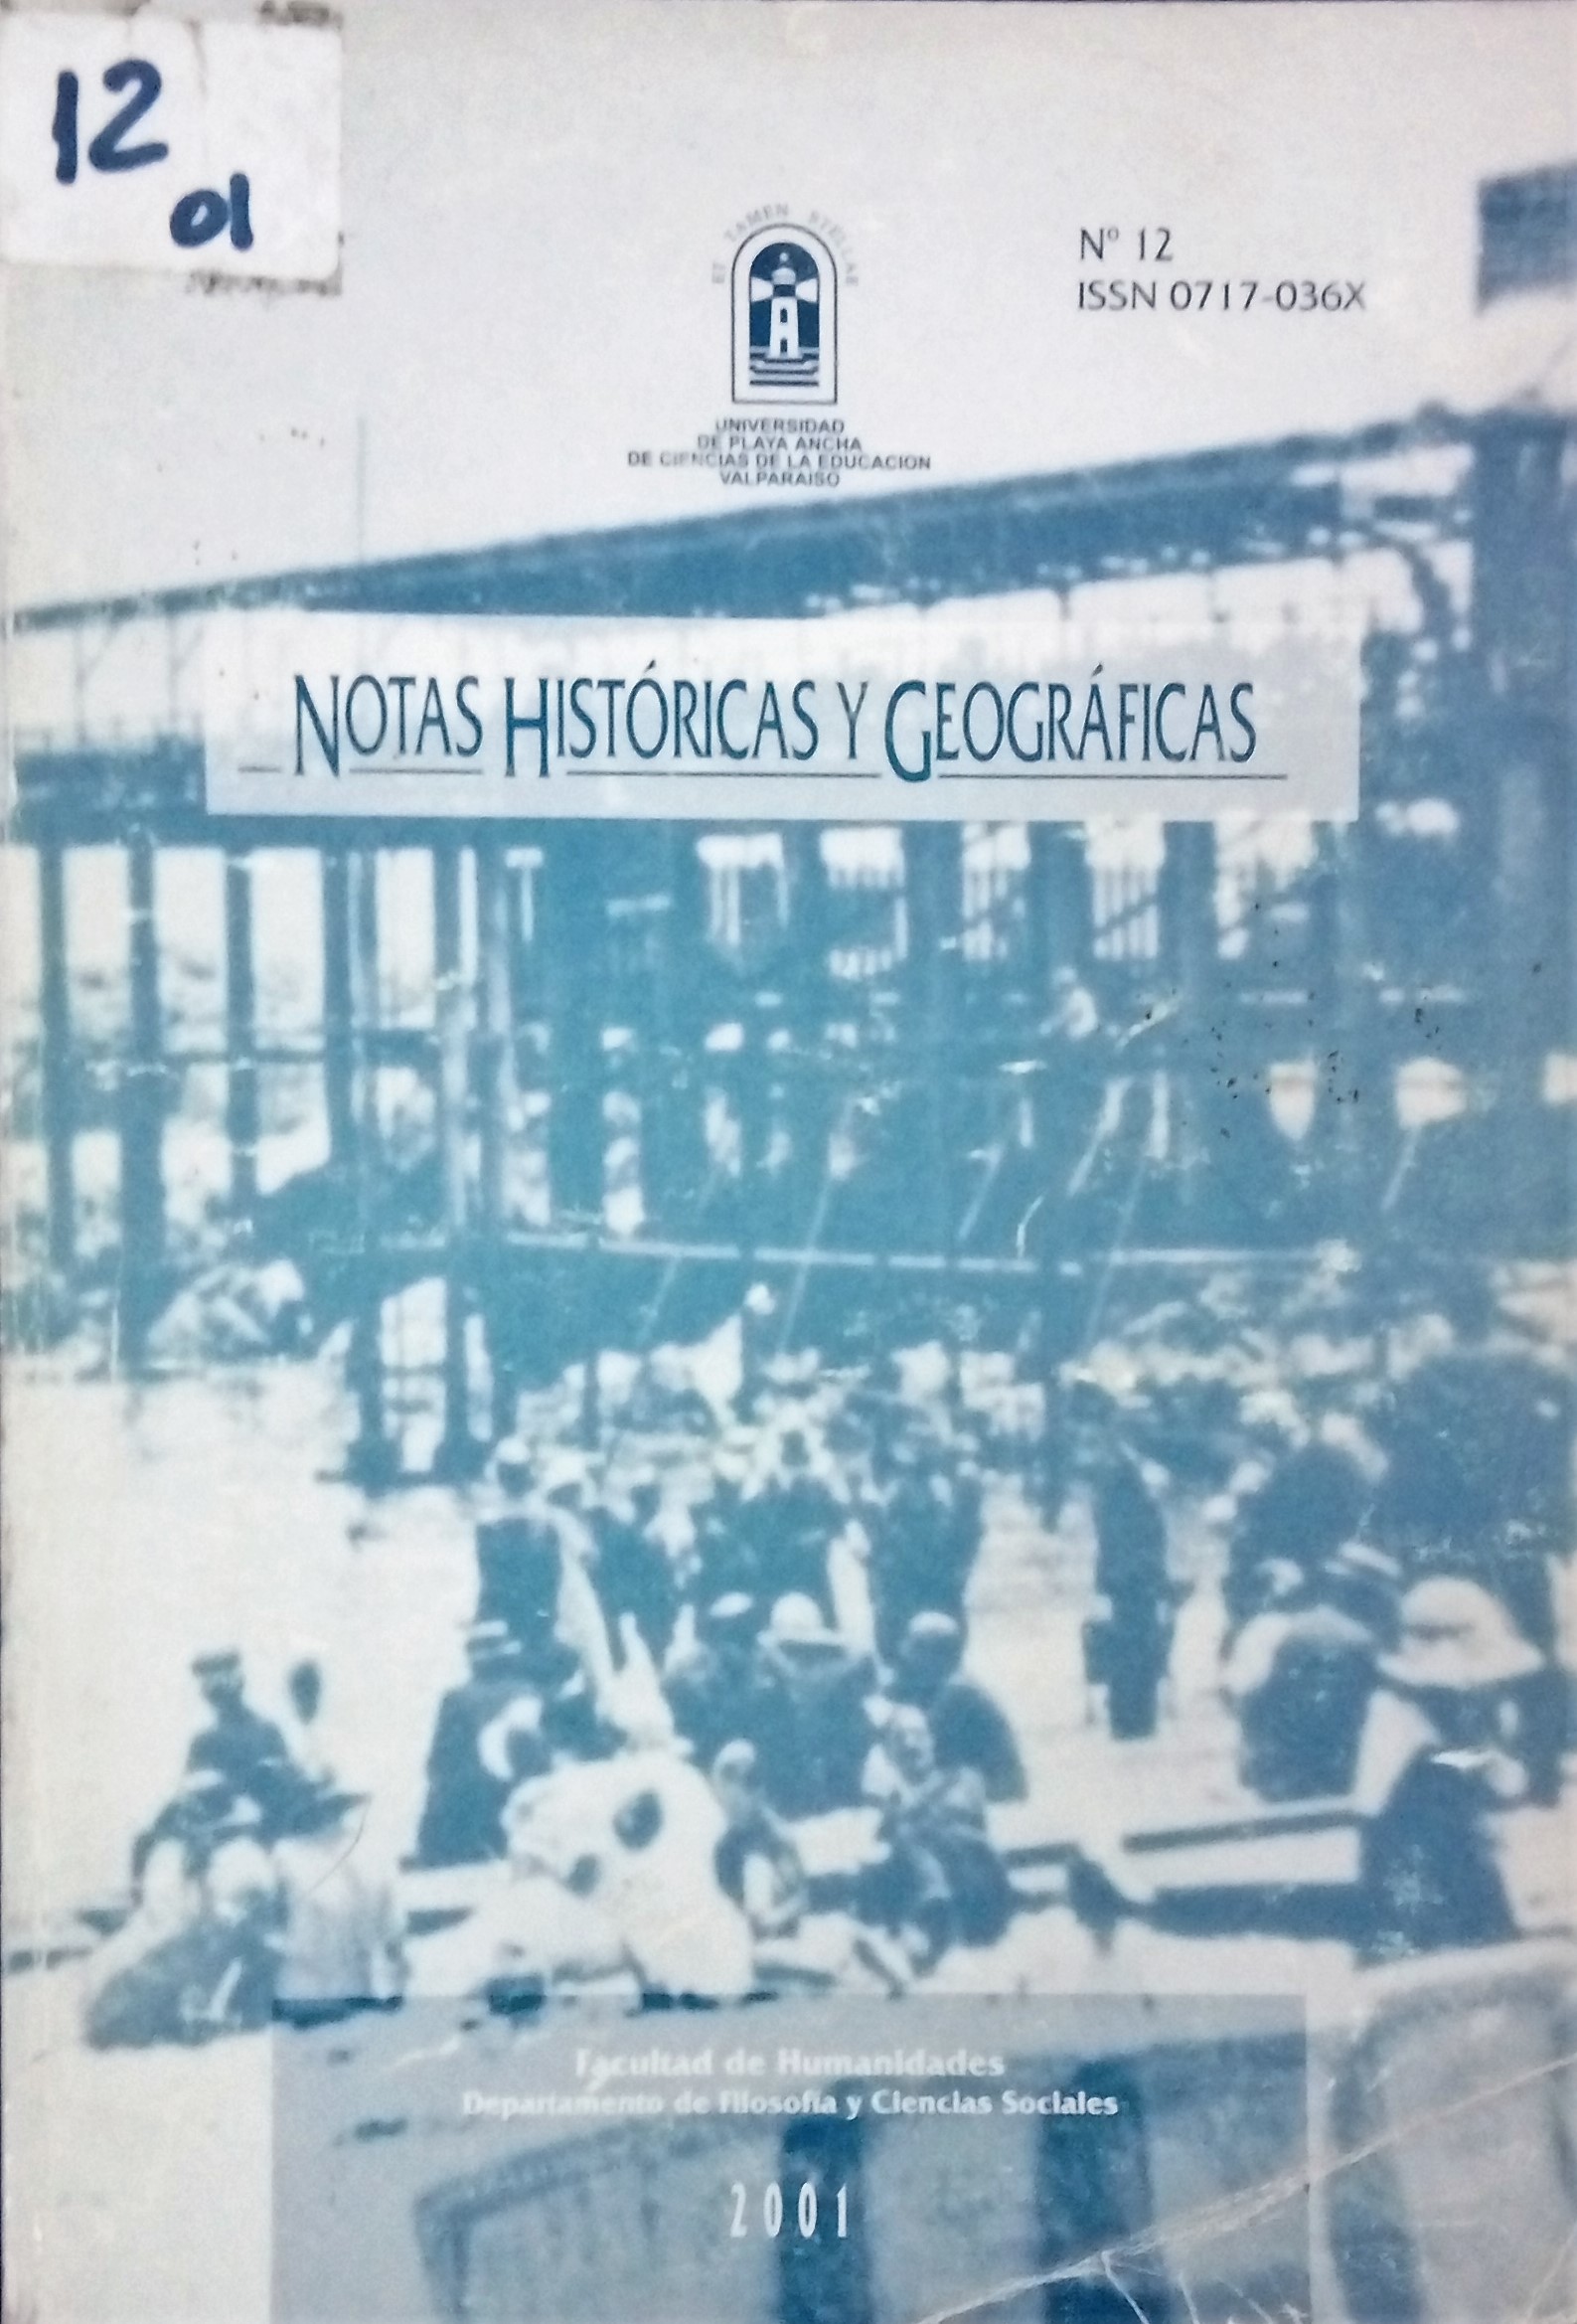 12
01
ET TAMEN STELLAE
Nº 12
ISSN 0717-036X
UNIVERSIDAD
DE PLAYA ANCHA
DE CIENCIAS DE LA EDUCACION
VALPARAISO
NOTAS HISTÓRICAS Y GEOGRÁFICAS
Facultad de Humanidades
Departamento de Filosofía y Ciencias Sociales
2001